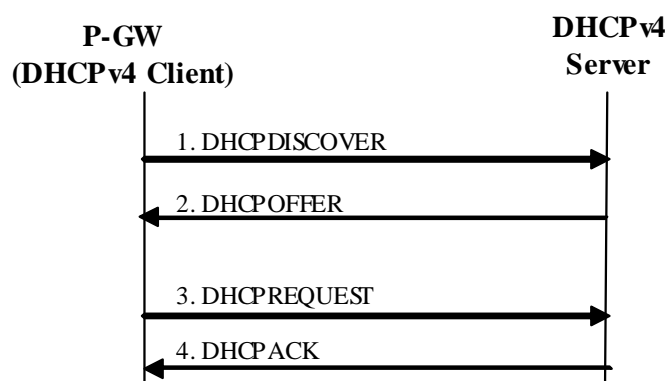 P-GW
(DHCPv4 Client)
DHCPv4
Server
1. DHCPDISCOVER
2. DHCPOFFER
3. DHCPREQUEST
4. DHCPACK